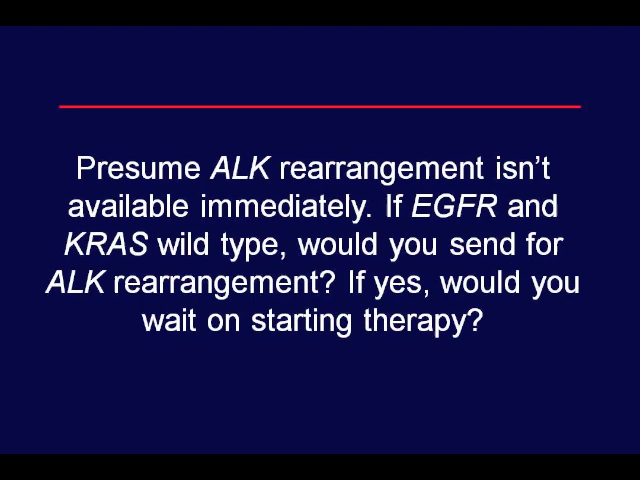 Presume ALK rearrangement isn't
available immediately. If EGFR and
KRAS wild type, would you send for
ALK rearrangement? If yes, would you
wait on starting therapy?